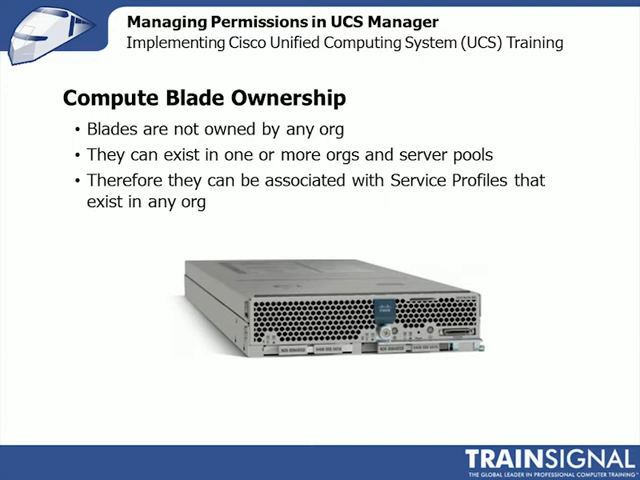 Managing Permissions in UCS Manager
Implementing Cisco Unified Computing System (UCS) Training
Compute Blade Ownership
• Blades are not owned by any org
• They can exist in one or more orgs and server pools
• Therefore they can be associated with Service Profiles that
exist in any org
TRAINSIGNAL
THE GLOBAL LEADER IN PROFESSIONAL COMPUTER TRAINING